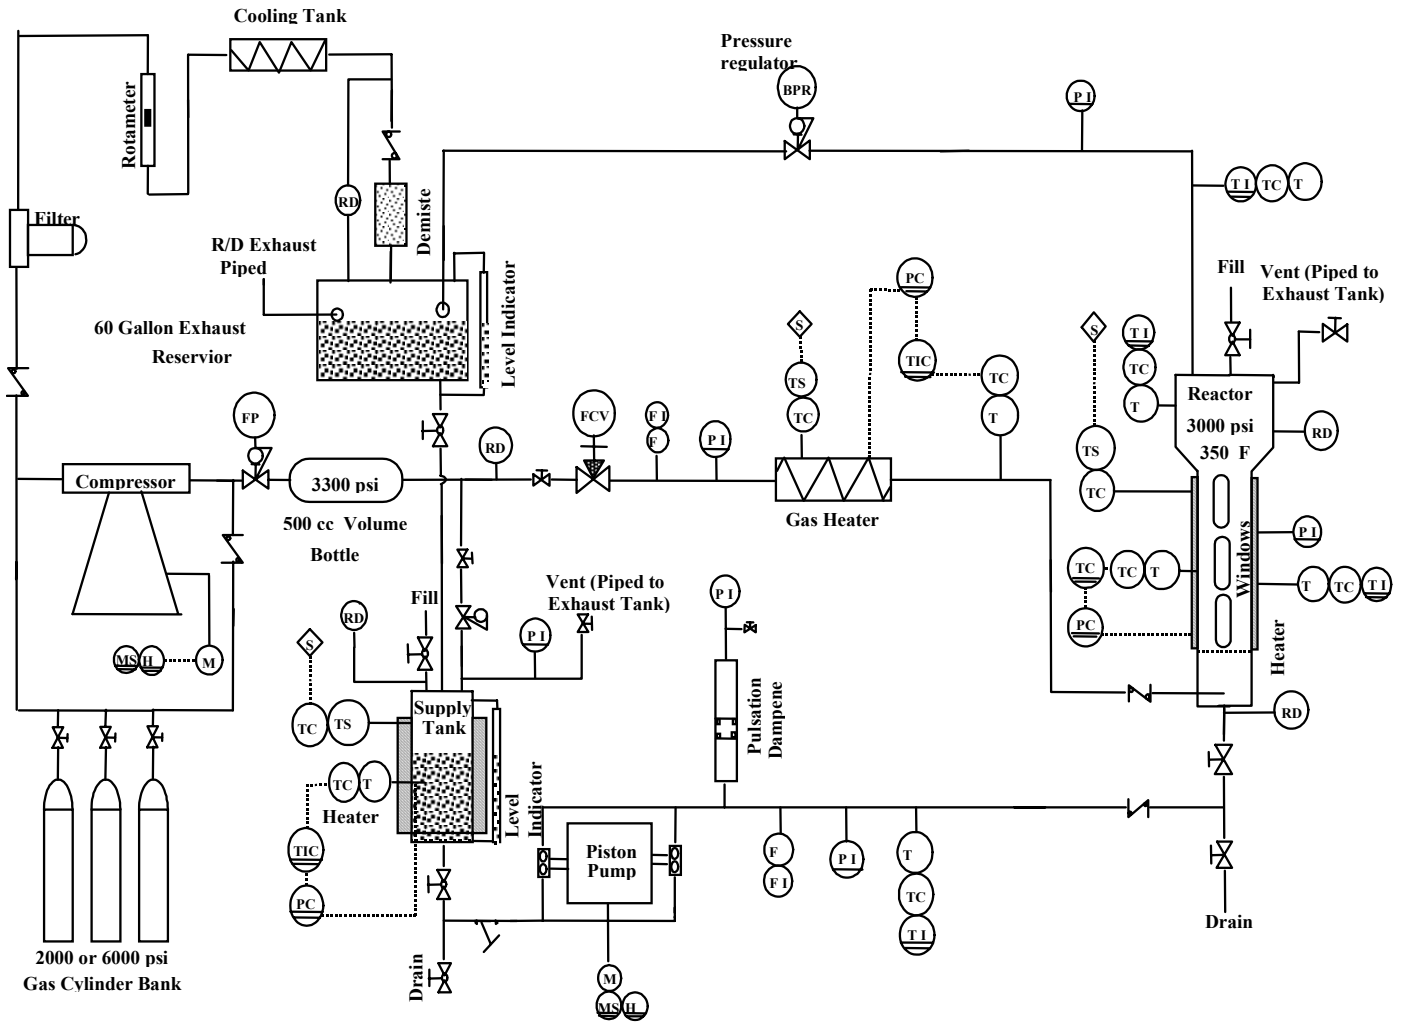 Cooling Tank
Pressure
regulator
BPR
P I
Rotameter
T I TC T
RD
Demiste
Filter
R/D Exhaust
Piped
PC
Fill
Vent (Piped to
Exhaust Tank)
60 Gallon Exhaust
Reservior
Level Indicator
S
S
T I
TC
T
TIC
TS
TC
TC
T
Reactor
3000 psi
350 F
RD
FP
FCV
F I
F
P I
RD
TS
TC
Compressor
3300 psi
Gas Heater
500 cc Volume
Bottle
Windows
P I
TC
TC T
T TC T I
PC
Heater
Vent (Piped to
Exhaust Tank)
Fill
RD
P I
P I
S
MS H M
Supply
Tank
TC TS
Pulsation
Dampene
RD
TC T
Heater
Level
Indicator
TIC
PC
Piston
Pump
F
F I
P I
T
TC
T I
Drain
Drain
M
MS H
2000 or 6000 psi
Gas Cylinder Bank